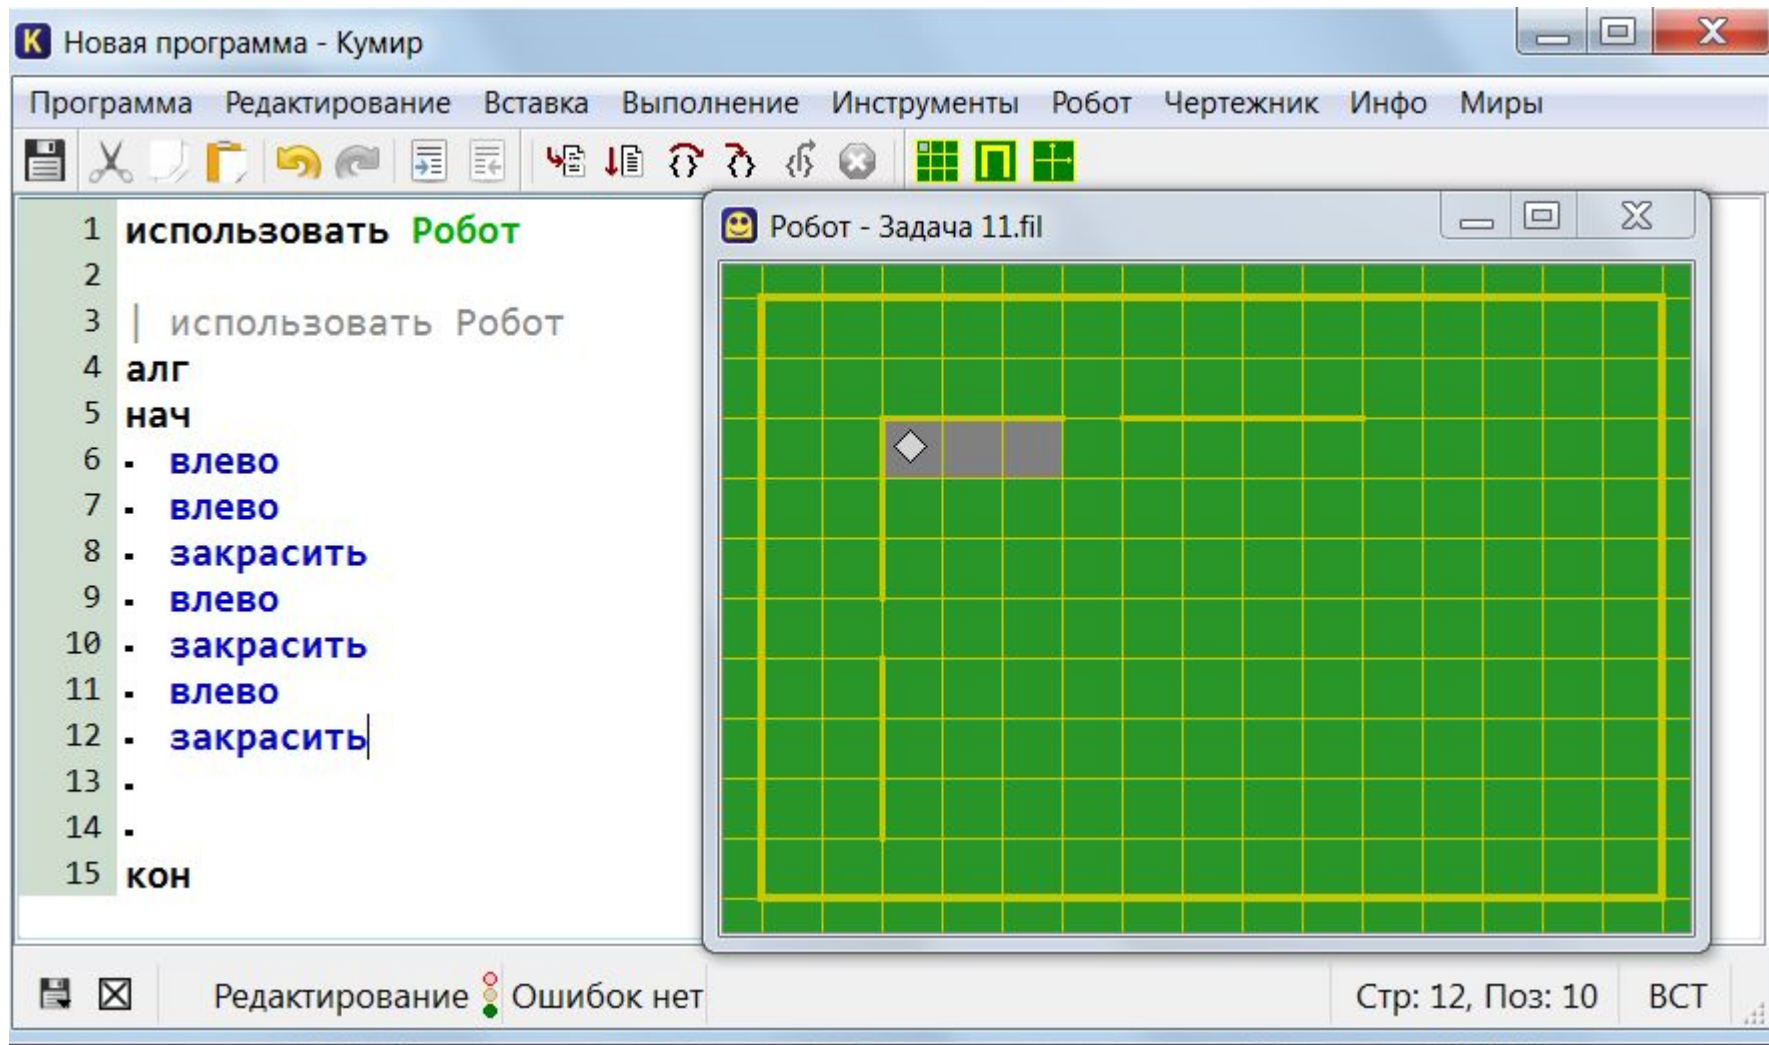 Новая программа - Кумир
Программа Редактирование Вставка Выполнение Инструменты Робот Чертежник Инфо Миры
1 использовать Робот
2
3 | использовать Робот
4 алг
5 нач
6 . влево
7 . влево
8 . закрасить
9 . влево
10 . закрасить
11 . влево
12 . закрасить
13 .
14 .
15 кон
Робот - Задача 11.fil
Редактирование Ошибок нет Стр: 12, Поз: 10 ВСТ